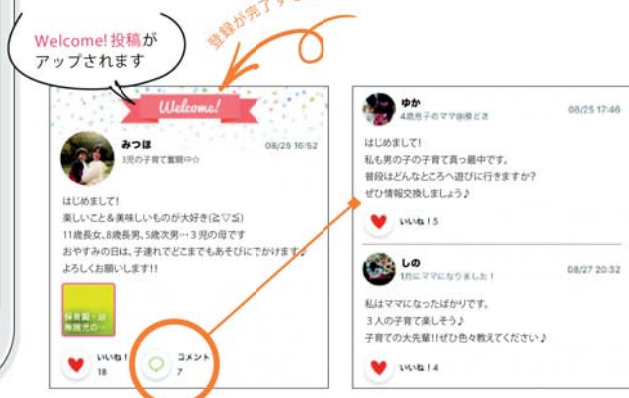 登録が完了す
Welcome!投稿が
アップされます
Welcome!
みつほ
08/25 16:52
3児の子育て奮闘中☆
はじめまして!
楽しいこと&美味しいものが大好き(≧▽≦)
11歳長女、8歳長男、5歳次男…3児の母です
おやすみの日は、子連れでどこまでもあそびにでかけます♪
よろしくお願いします!!
保育園・幼
稚園児の…
いいね!
18
コメント
7
ゆか
08/25 17:46
4歳息子のママ@勝どき
はじめまして!
私も男の子の子育て真っ最中です。
普段はどんなところへ遊びに行きますか?
ぜひ情報交換しましょう♪
いいね!5
しの
08/27 20:32
1月にママになりました!
私はママになったばかりです。
3人の子育て楽しそう♪
子育ての大先輩!!ぜひ色々教えてください♪
いいね!4